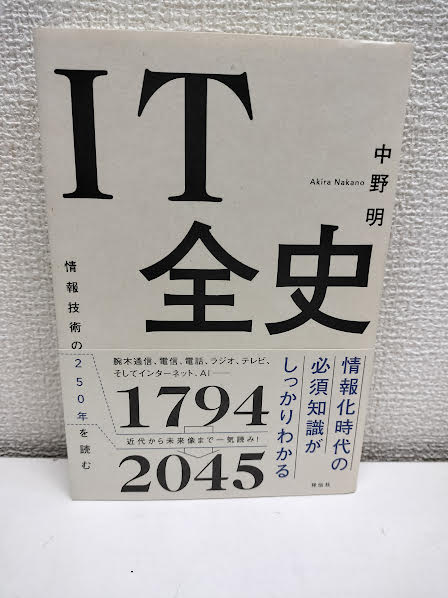 IT
全史
中野明
Akira Nakano
情報技術の250年を読む
腕木通信、電信、電話、ラジオ、テレビ、
そしてインターネット、AI——
1794
近代から未来像まで一気読み!
2045
情報化時代の
必須知識が
しっかりわかる
祥伝社